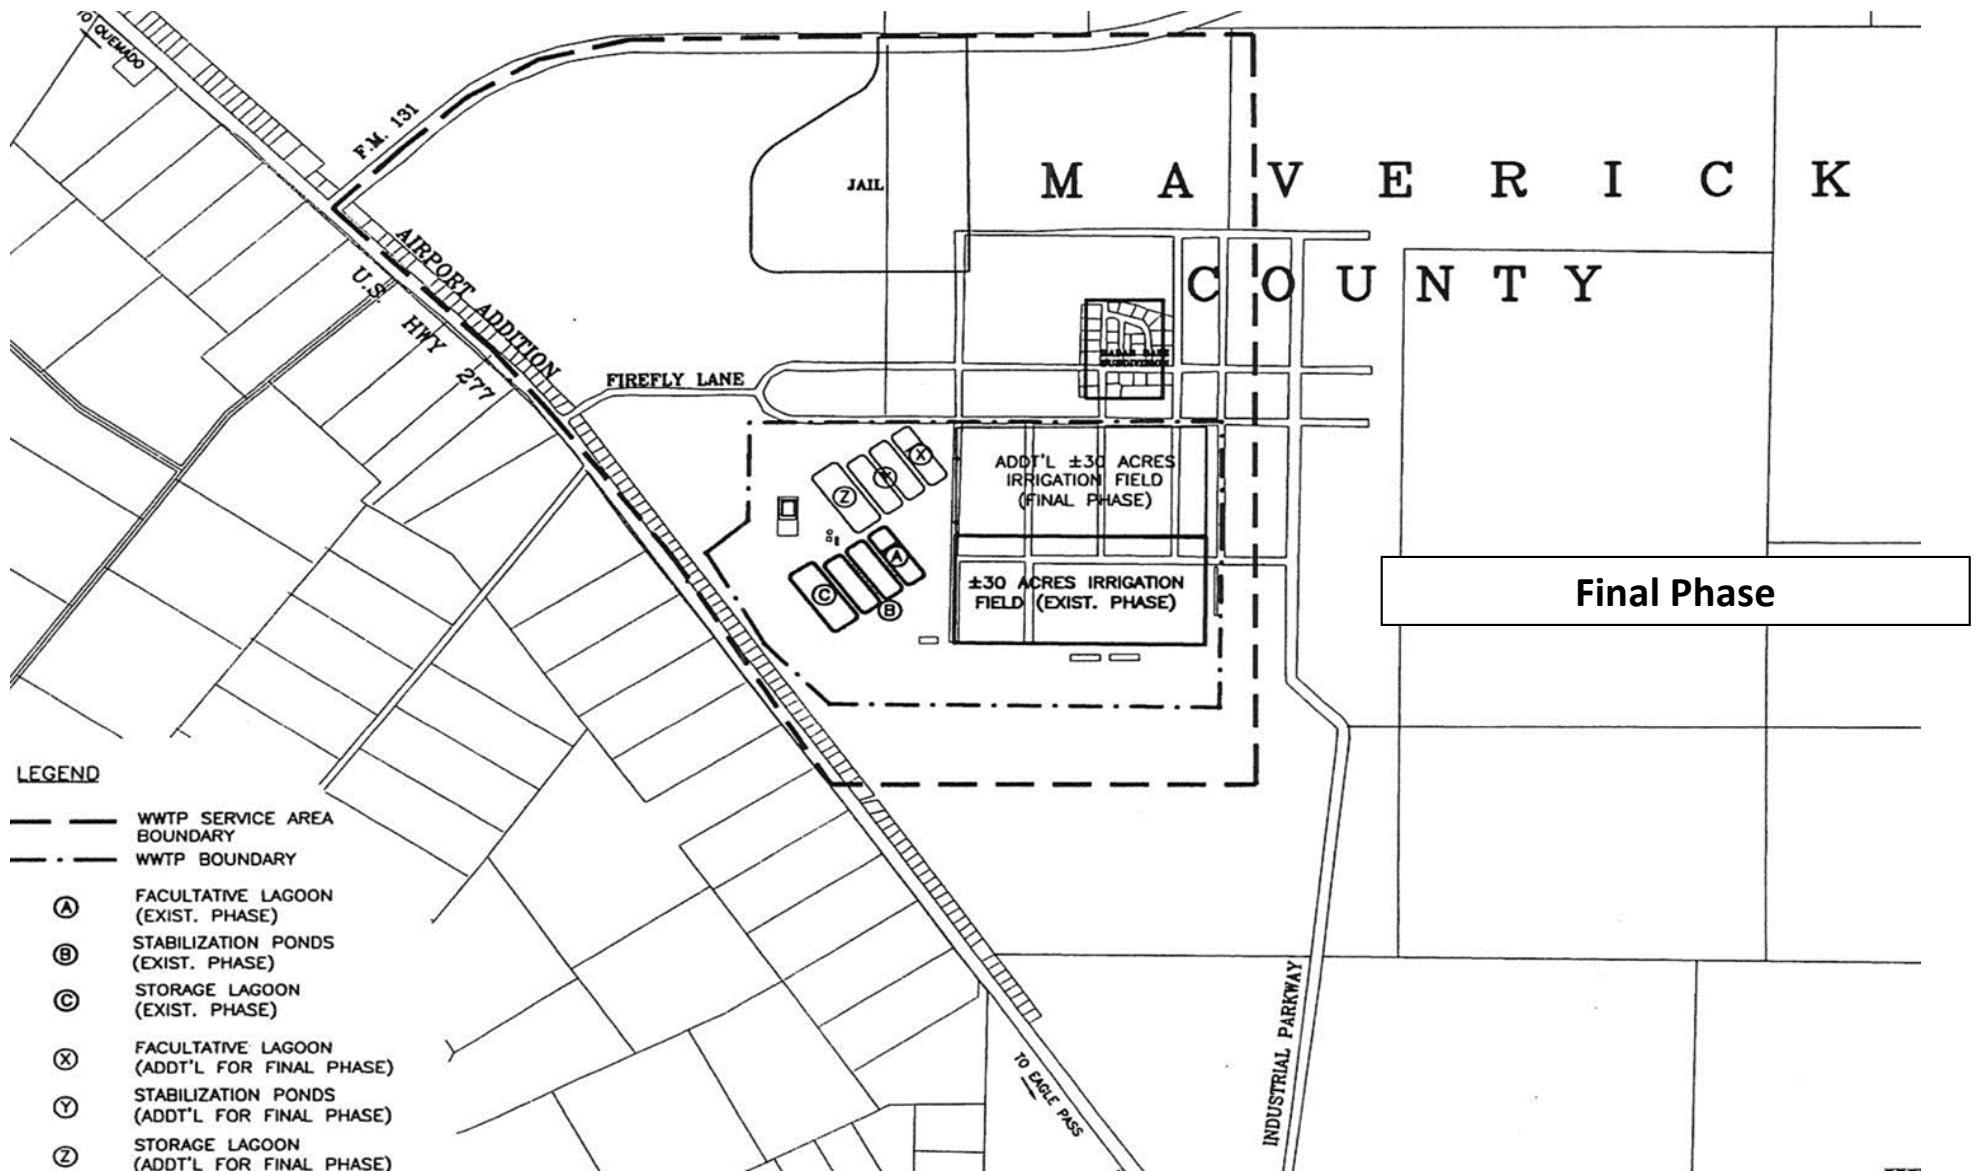 TO QUEMADO
F.M. 131
JAIL
MAVERICK
COUNTY
AIRPORT ADDITION
U.S. HWY 277
FIREFLY LANE
SUBDIVISION
X
Y
Z
ADDT'L ±30 ACRES
IRRIGATION FIELD
(FINAL PHASE)
A
C
B
±30 ACRES IRRIGATION
FIELD (EXIST. PHASE)
Final Phase
LEGEND
WWTP SERVICE AREA
BOUNDARY
WWTP BOUNDARY
A FACULTATIVE LAGOON
(EXIST. PHASE)
B STABILIZATION PONDS
(EXIST. PHASE)
C STORAGE LAGOON
(EXIST. PHASE)
X FACULTATIVE LAGOON
(ADDT'L FOR FINAL PHASE)
Y STABILIZATION PONDS
(ADDT'L FOR FINAL PHASE)
Z STORAGE LAGOON
(ADDT'L FOR FINAL PHASE)
TO EAGLE PASS
INDUSTRIAL PARKWAY